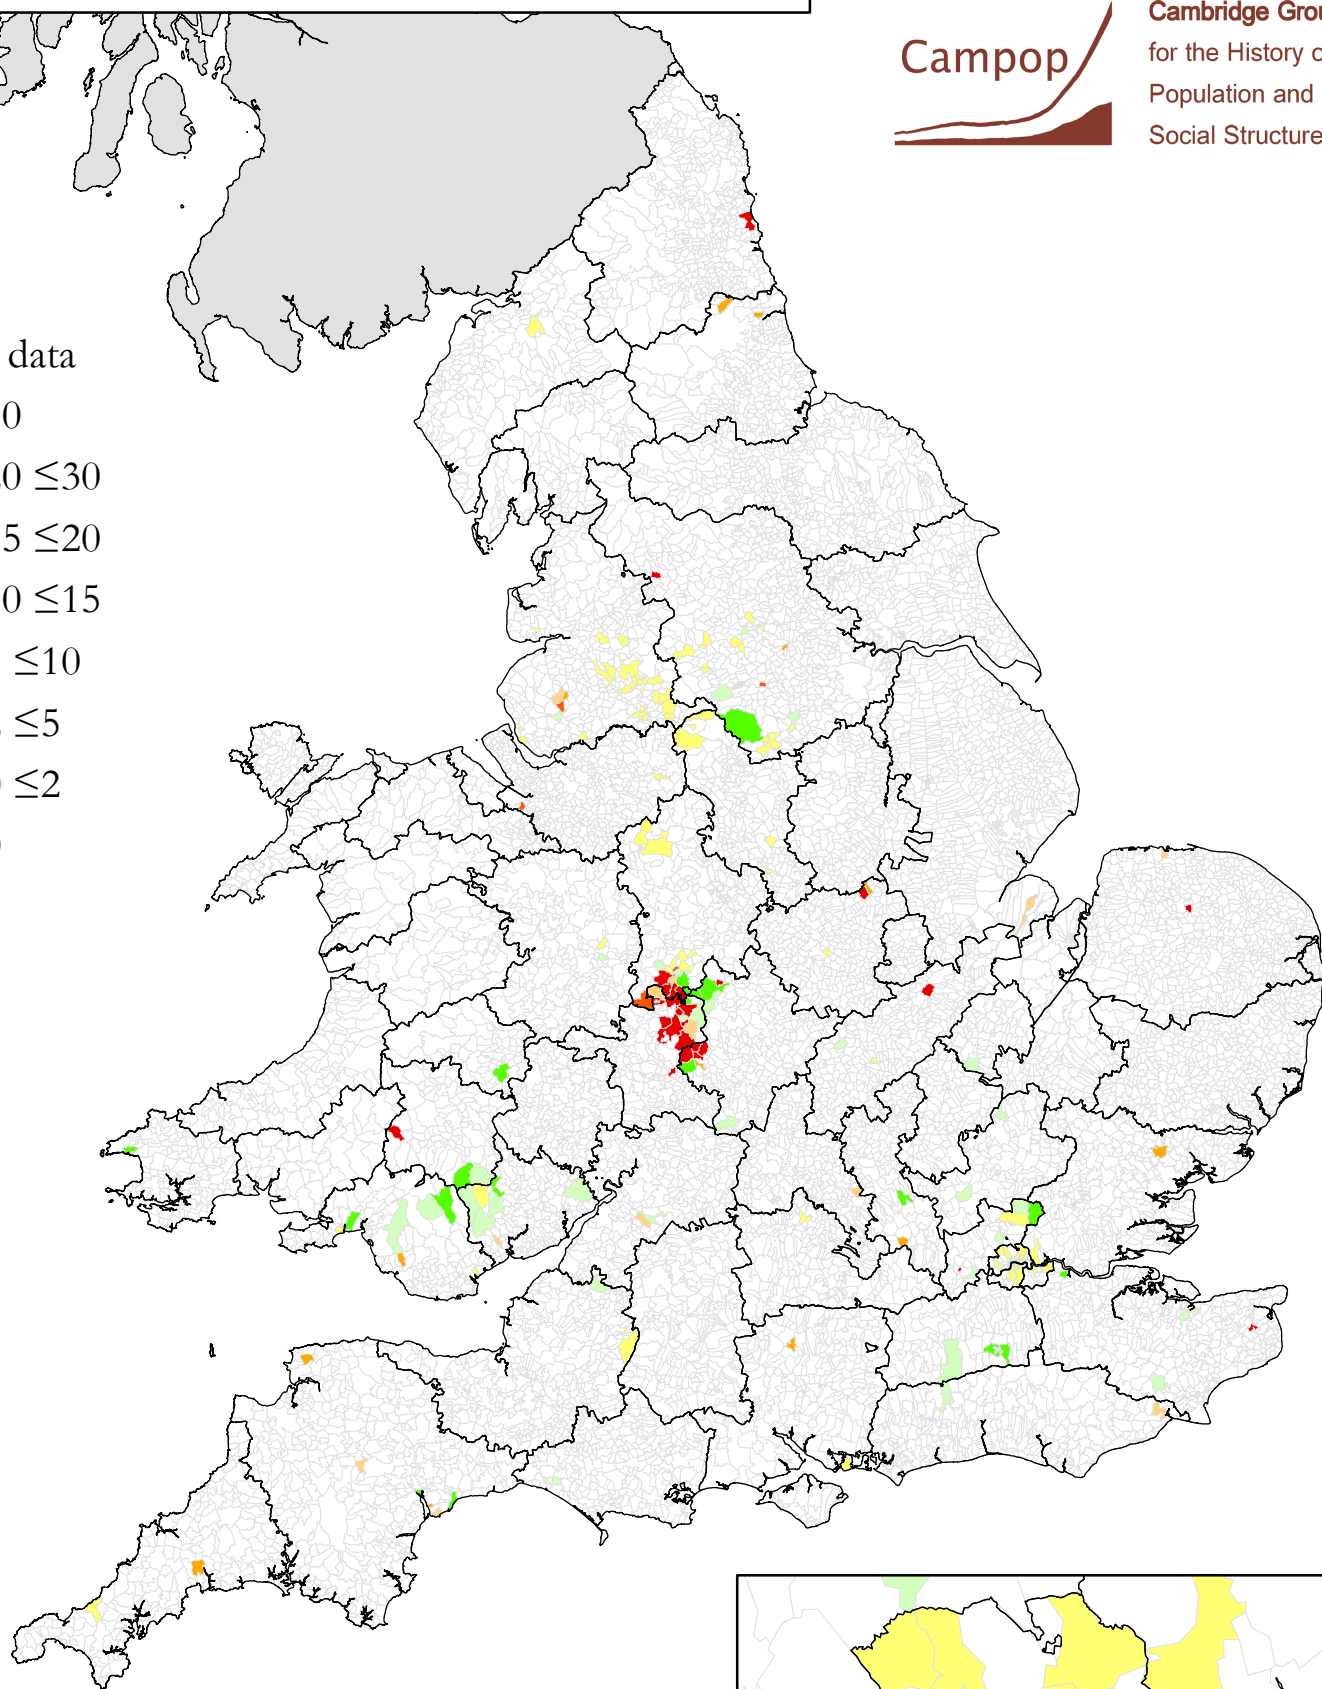 Campop
Cambridge Grou
for the History o
Population and
Social Structure
data
0
0 ≤30
5 ≤20
0 ≤15
≤10
≤5
≤2